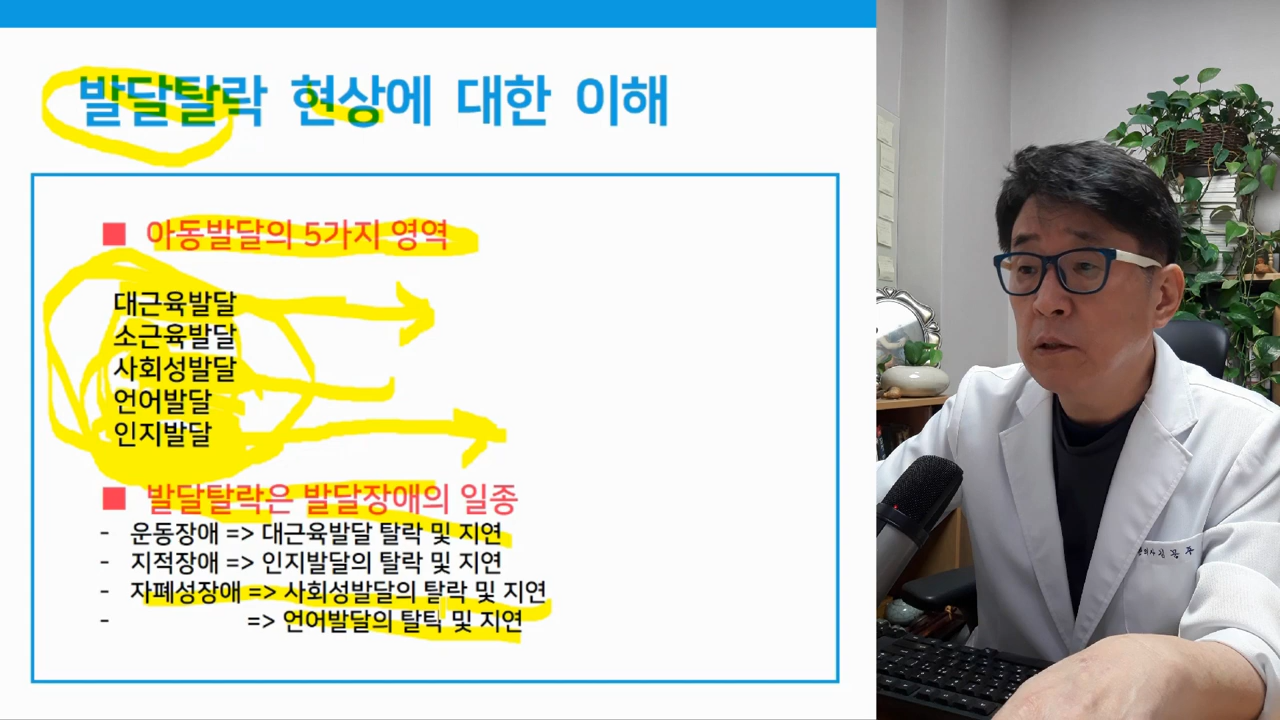 발달탈락 현상에 대한 이해
■ 아동발달의 5가지 영역
대근육발달
소근육발달
사회성발달
언어발달
인지발달
■ 발달탈락은 발달장애의 일종
- 운동장애 => 대근육발달 탈락 및 지연
- 지적장애 => 인지발달의 탈락 및 지연
- 자폐성장애 => 사회성발달의 탈락 및 지연
- => 언어발달의 탈틱 및 지연